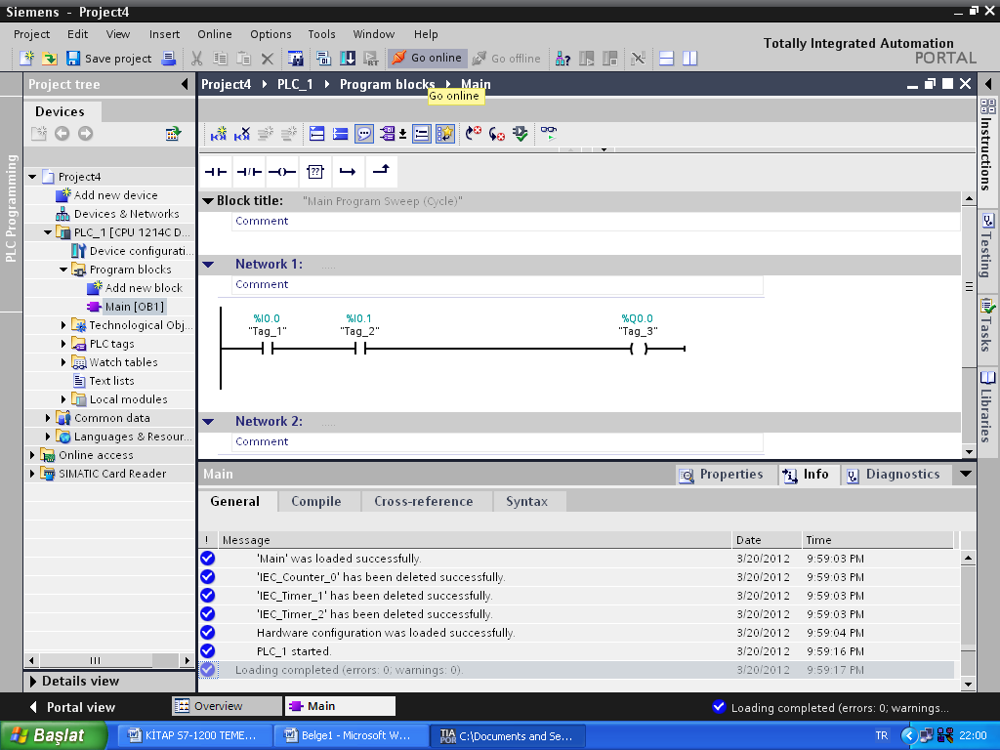 Siemens - Project4
Project Edit View Insert Online Options Tools Window Help
Totally Integrated Automation
PORTAL
Save project Go online Go offline
Project tree
Project4 PLC_1 Program blocks Main
Go online
Devices
PLC Programming
Project4
Add new device
Devices & Networks
PLC_1 [CPU 1214C D...
Device configurati...
Program blocks
Add new block
Main [OB1]
Technological Obj...
PLC tags
Watch tables
Text lists
Local modules
Common data
Languages & Resour...
Online access
SIMATIC Card Reader
Details view
??
Block title: "Main Program Sweep (Cycle)"
Comment
Network 1: .....
Comment
%I0.0 %I0.1 %Q0.0
"Tag_1" "Tag_2" "Tag_3"
Network 2: .....
Comment
Instructions
Testing
Tasks
Libraries
Main Properties Info Diagnostics
General Compile Cross-reference Syntax
! Message Date Time
'Main' was loaded successfully. 3/20/2012 9:59:03 PM
'IEC_Counter_0' has been deleted successfully. 3/20/2012 9:59:03 PM
'IEC_Timer_1' has been deleted successfully. 3/20/2012 9:59:03 PM
'IEC_Timer_2' has been deleted successfully. 3/20/2012 9:59:03 PM
Hardware configuration was loaded successfully. 3/20/2012 9:59:04 PM
PLC_1 started. 3/20/2012 9:59:16 PM
Loading completed (errors: 0; warnings: 0). 3/20/2012 9:59:17 PM
Portal view Overview Main Loading completed (errors: 0; warnings...
Başlat KİTAP S7-1200 TEME... Belge1 - Microsoft W... TIA POR C:\Documents and Se... TR 22:00